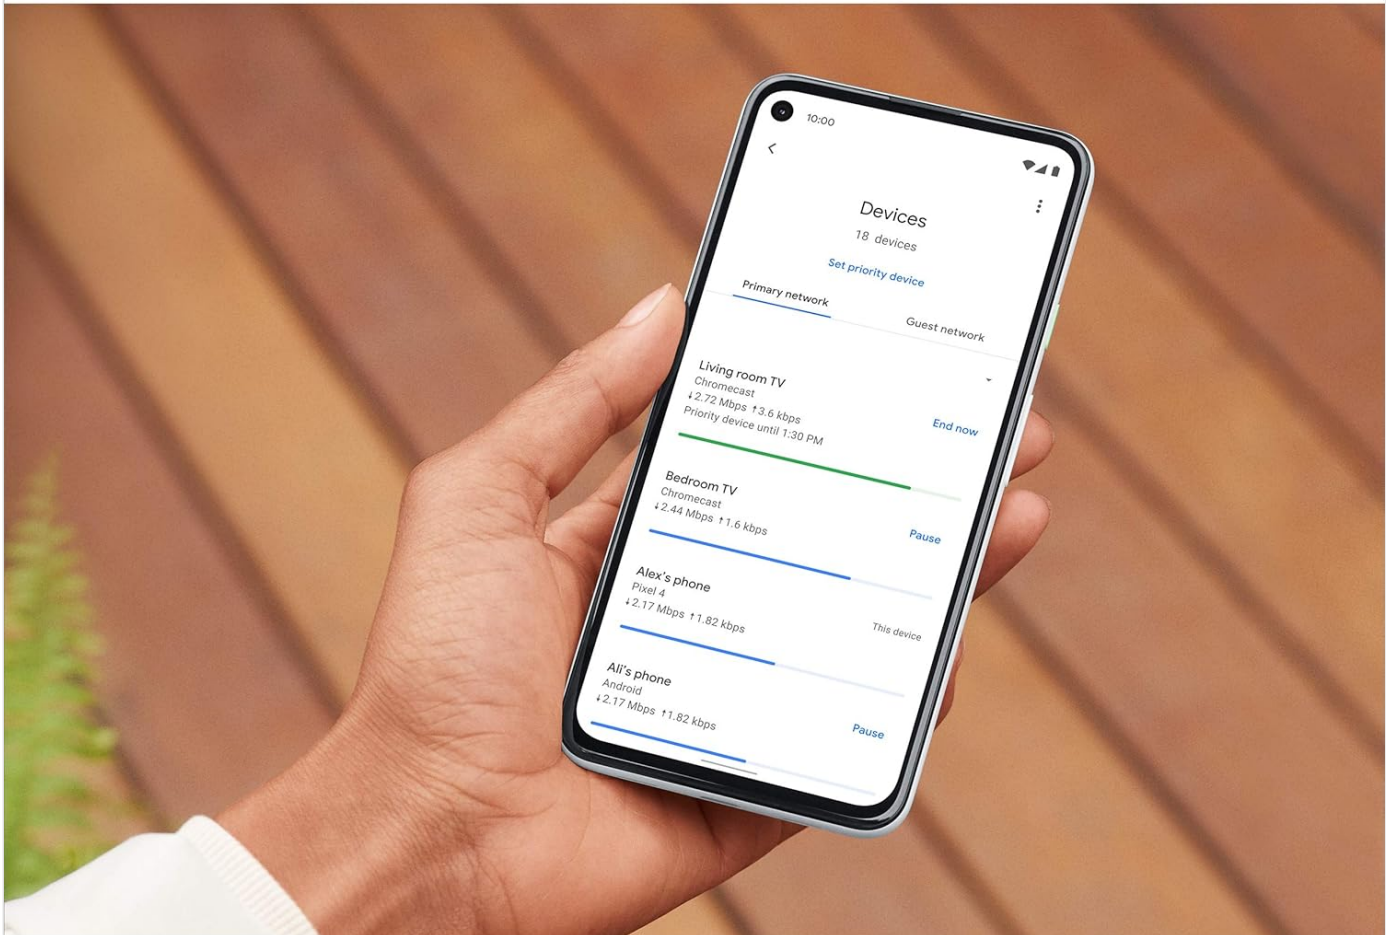 10:00
Devices
18 devices
Set priority device
Primary network
Guest network
Living room TV
Chromecast
↓2.72 Mbps ↑3.6 kbps
Priority device until 1:30 PM
End now
Bedroom TV
Chromecast
↓2.44 Mbps ↑1.6 kbps
Pause
Alex's phone
Pixel 4
↓2.17 Mbps ↑1.82 kbps
This device
Ali's phone
Android
↓2.17 Mbps ↑1.82 kbps
Pause